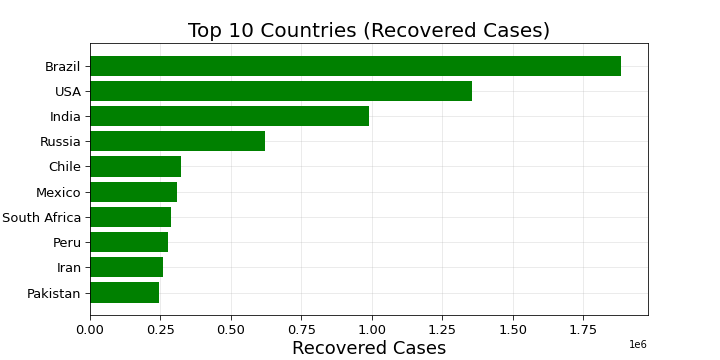 Top 10 Countries (Recovered Cases)
Brazil
USA
India
Russia
Chile
Mexico
South Africa
Peru
Iran
Pakistan
0.00 0.25 0.50 0.75 1.00 1.25 1.50 1.75
1e6
Recovered Cases